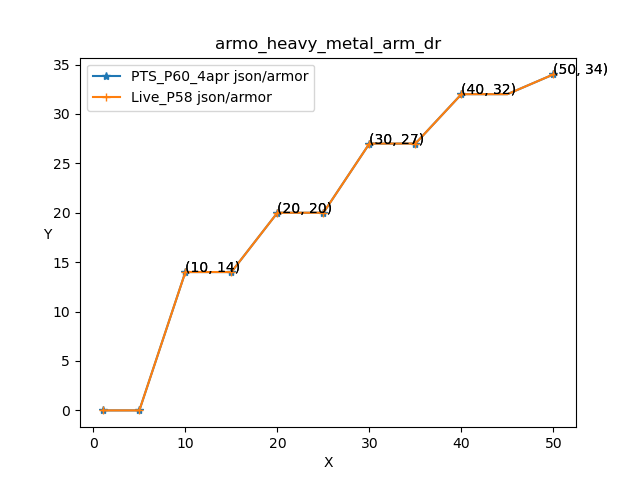 armo_heavy_metal_arm_dr
PTS_P60_4apr json/armor
Live_P58 json/armor
(50, 34)
(40, 32)
(30, 27)
(20, 20)
(10, 14)
35
30
25
20
15
10
5
0
Y
0 10 20 30 40 50
X